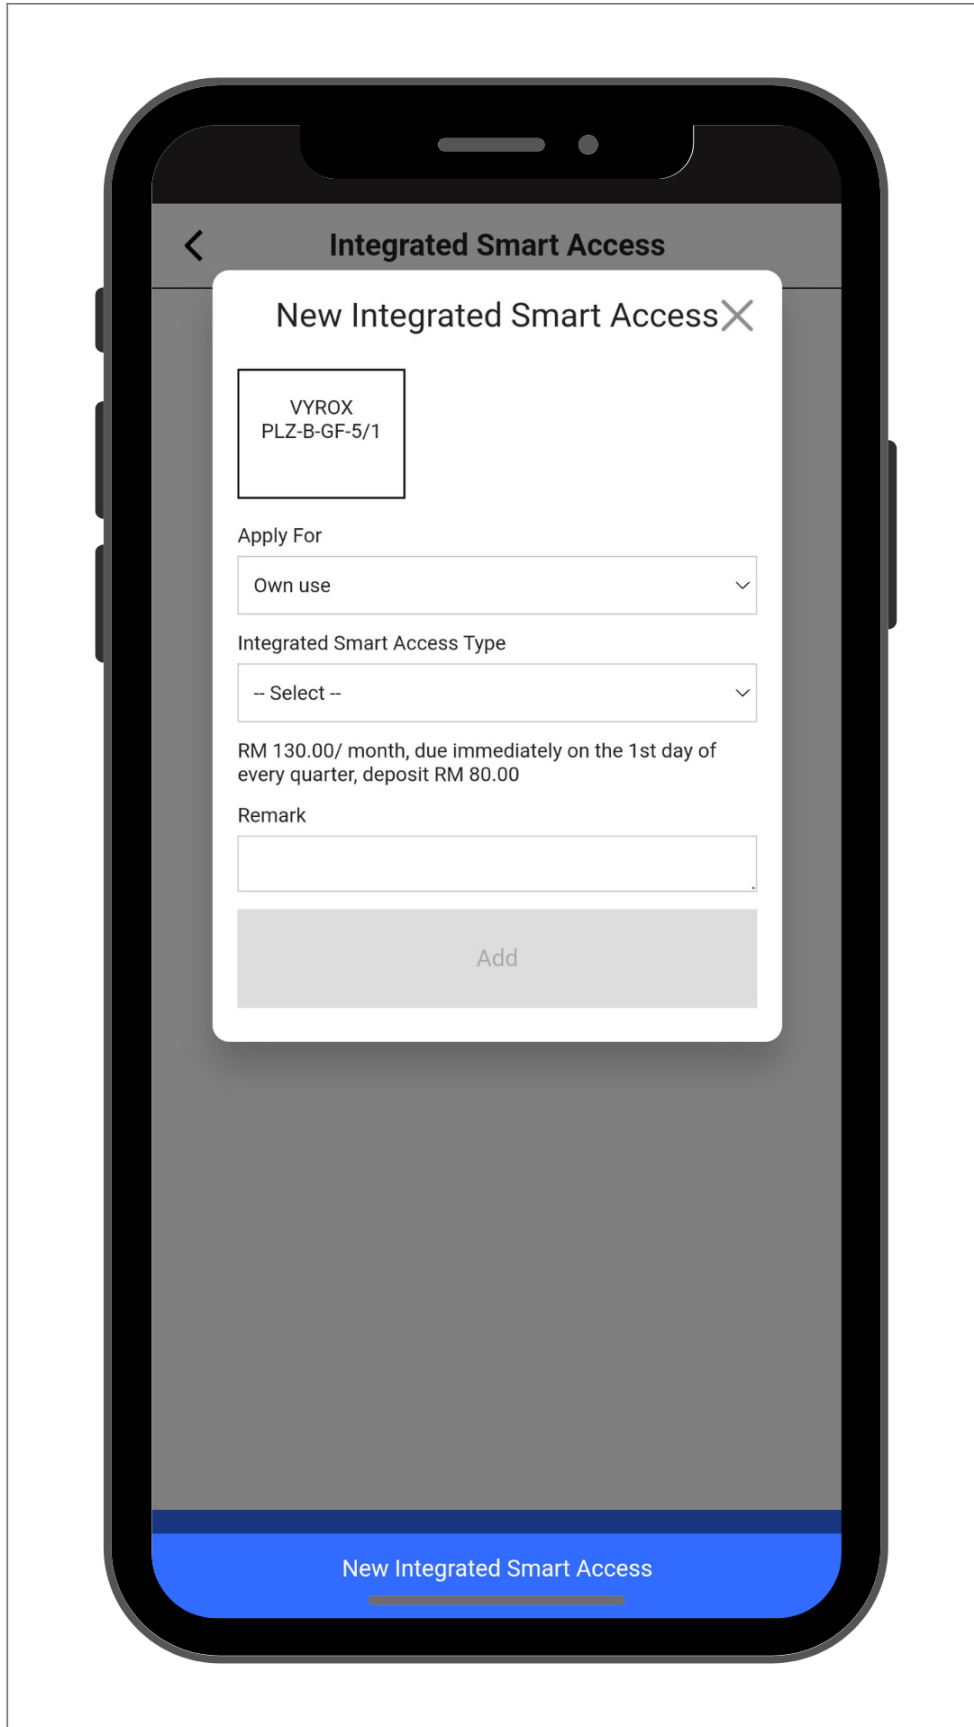 Integrated Smart Access
New Integrated Smart Access
VYROX
PLZ-B-GF-5/1
Apply For
Own use
Integrated Smart Access Type
-- Select --
RM 130.00/ month, due immediately on the 1st day of
every quarter, deposit RM 80.00
Remark
Add
New Integrated Smart Access